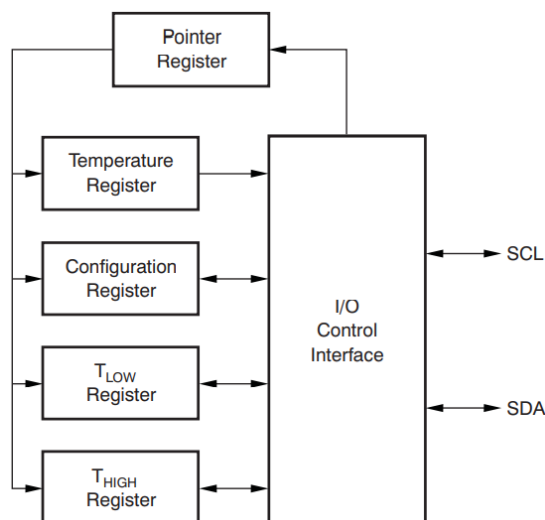 Pointer
Register
Temperature
Register
Configuration
Register
I/O
Control
Interface
SCL
SDA
TLOW
Register
THIGH
Register